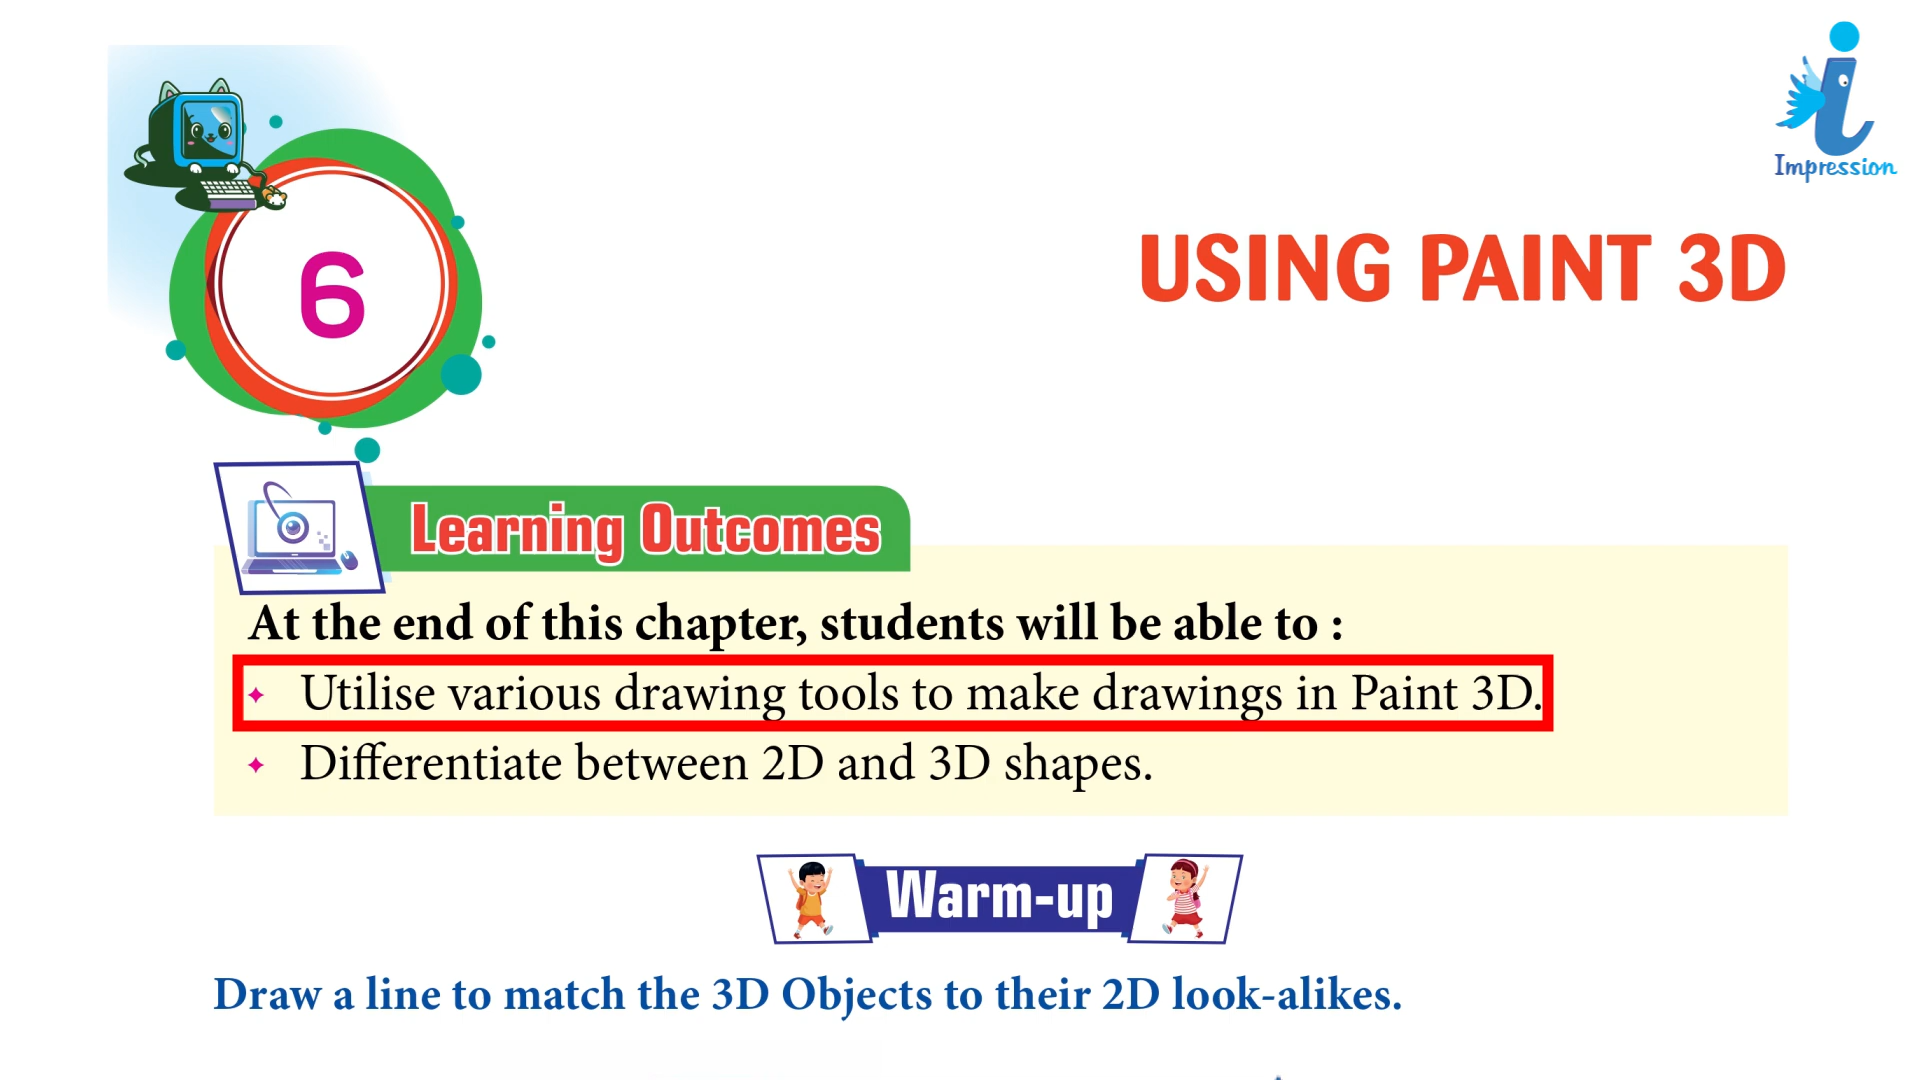 Impression
6
USING PAINT 3D
Learning Outcomes
At the end of this chapter, students will be able to :
Utilise various drawing tools to make drawings in Paint 3D.
Differentiate between 2D and 3D shapes.
Warm-up
Draw a line to match the 3D Objects to their 2D look-alikes.